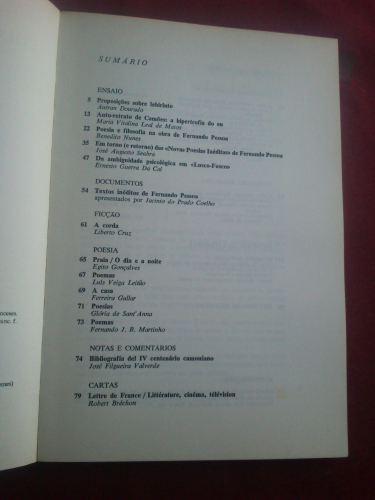 SUMÁRIO
ENSAIO
5 Proposições sobre labirinto
Autran Dourado
13 Auto-retrato de Camões: a hipertrofia do eu
Maria Vitalina Leal de Matos
22 Poesia e filosofia na obra de Fernando Pessoa
Benedito Nunes
35 Em torno (e retorno) das «Novas Poesias Inéditas» de Fernando Pessoa
José Augusto Seabra
47 Da ambiguidade psicológica em «Lusco-Fusco»
Ernesto Guerra Da Cal
DOCUMENTOS
54 Textos inéditos de Fernando Pessoa
apresentados por Jacinto do Prado Coelho
FICÇÃO
61 A corda
Liberto Cruz
POESIA
65 Praia / O dia e a noite
Egito Gonçalves
67 Poemas
Luís Veiga Leitão
69 A casa
Ferreira Gullar
71 Poesias
Glória de Sant'Anna
73 Poemas
Fernando J. B. Martinho
NOTAS E COMENTÁRIOS
74 Bibliografia del IV centenário camoniano
José Filgueira Valverde
CARTAS
79 Lettre de France / Littérature, cinéma, télévision
Robert Bréchon